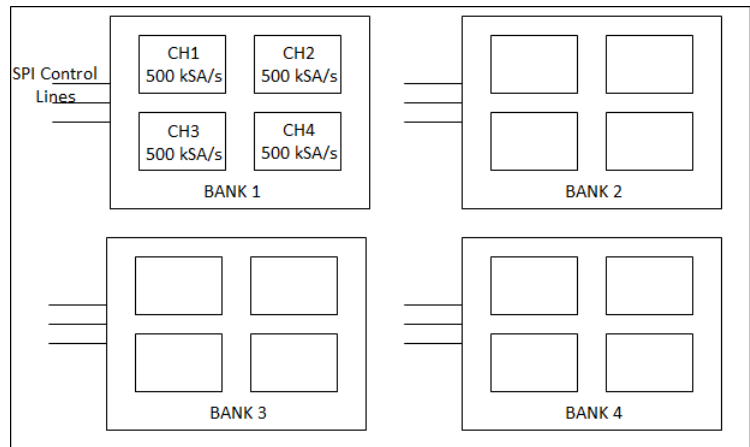 SPI Control
Lines
CH1
500 kSA/s
CH2
500 kSA/s
CH3
500 kSA/s
CH4
500 kSA/s
BANK 1
BANK 2
BANK 3
BANK 4